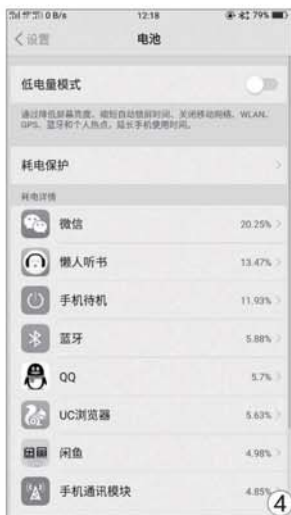 0 B/s 12:18 79%
设置 电池
低电量模式
通过降低屏幕亮度、缩短自动锁屏时间、关闭移动网络、WLAN、
GPS、蓝牙和个人热点，延长手机使用时间。
耗电保护
耗电详情
微信 20.25%
懒人听书 13.47%
手机待机 11.93%
蓝牙 5.88%
QQ 5.7%
UC浏览器 5.63%
闲鱼 4.98%
手机通讯模块 4.85%
④